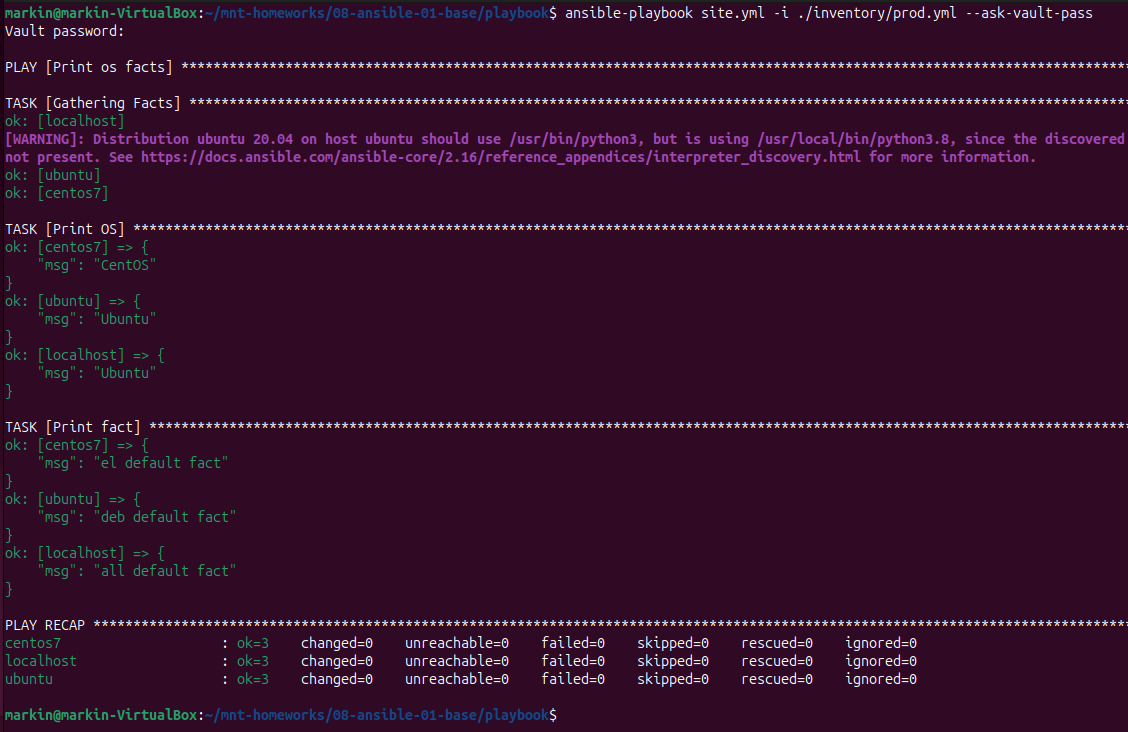 markin@markin-VirtualBox:~/mnt-homeworks/08-ansible-01-base/playbook$ ansible-playbook site.yml -i ./inventory/prod.yml --ask-vault-pass
Vault password:
PLAY [Print os facts] **********************************************************************************************************************
TASK [Gathering Facts] *********************************************************************************************************************
ok: [localhost]
[WARNING]: Distribution ubuntu 20.04 on host ubuntu should use /usr/bin/python3, but is using /usr/local/bin/python3.8, since the discovered
not present. See https://docs.ansible.com/ansible-core/2.16/reference_appendices/interpreter_discovery.html for more information.
ok: [ubuntu]
ok: [centos7]
TASK [Print OS] ****************************************************************************************************************************
ok: [centos7] => {
    "msg": "CentOS"
}
ok: [ubuntu] => {
    "msg": "Ubuntu"
}
ok: [localhost] => {
    "msg": "Ubuntu"
}
TASK [Print fact] **************************************************************************************************************************
ok: [centos7] => {
    "msg": "el default fact"
}
ok: [ubuntu] => {
    "msg": "deb default fact"
}
ok: [localhost] => {
    "msg": "all default fact"
}
PLAY RECAP *********************************************************************************************************************************
centos7                    : ok=3    changed=0    unreachable=0    failed=0    skipped=0    rescued=0    ignored=0
localhost                  : ok=3    changed=0    unreachable=0    failed=0    skipped=0    rescued=0    ignored=0
ubuntu                     : ok=3    changed=0    unreachable=0    failed=0    skipped=0    rescued=0    ignored=0
markin@markin-VirtualBox:~/mnt-homeworks/08-ansible-01-base/playbook$